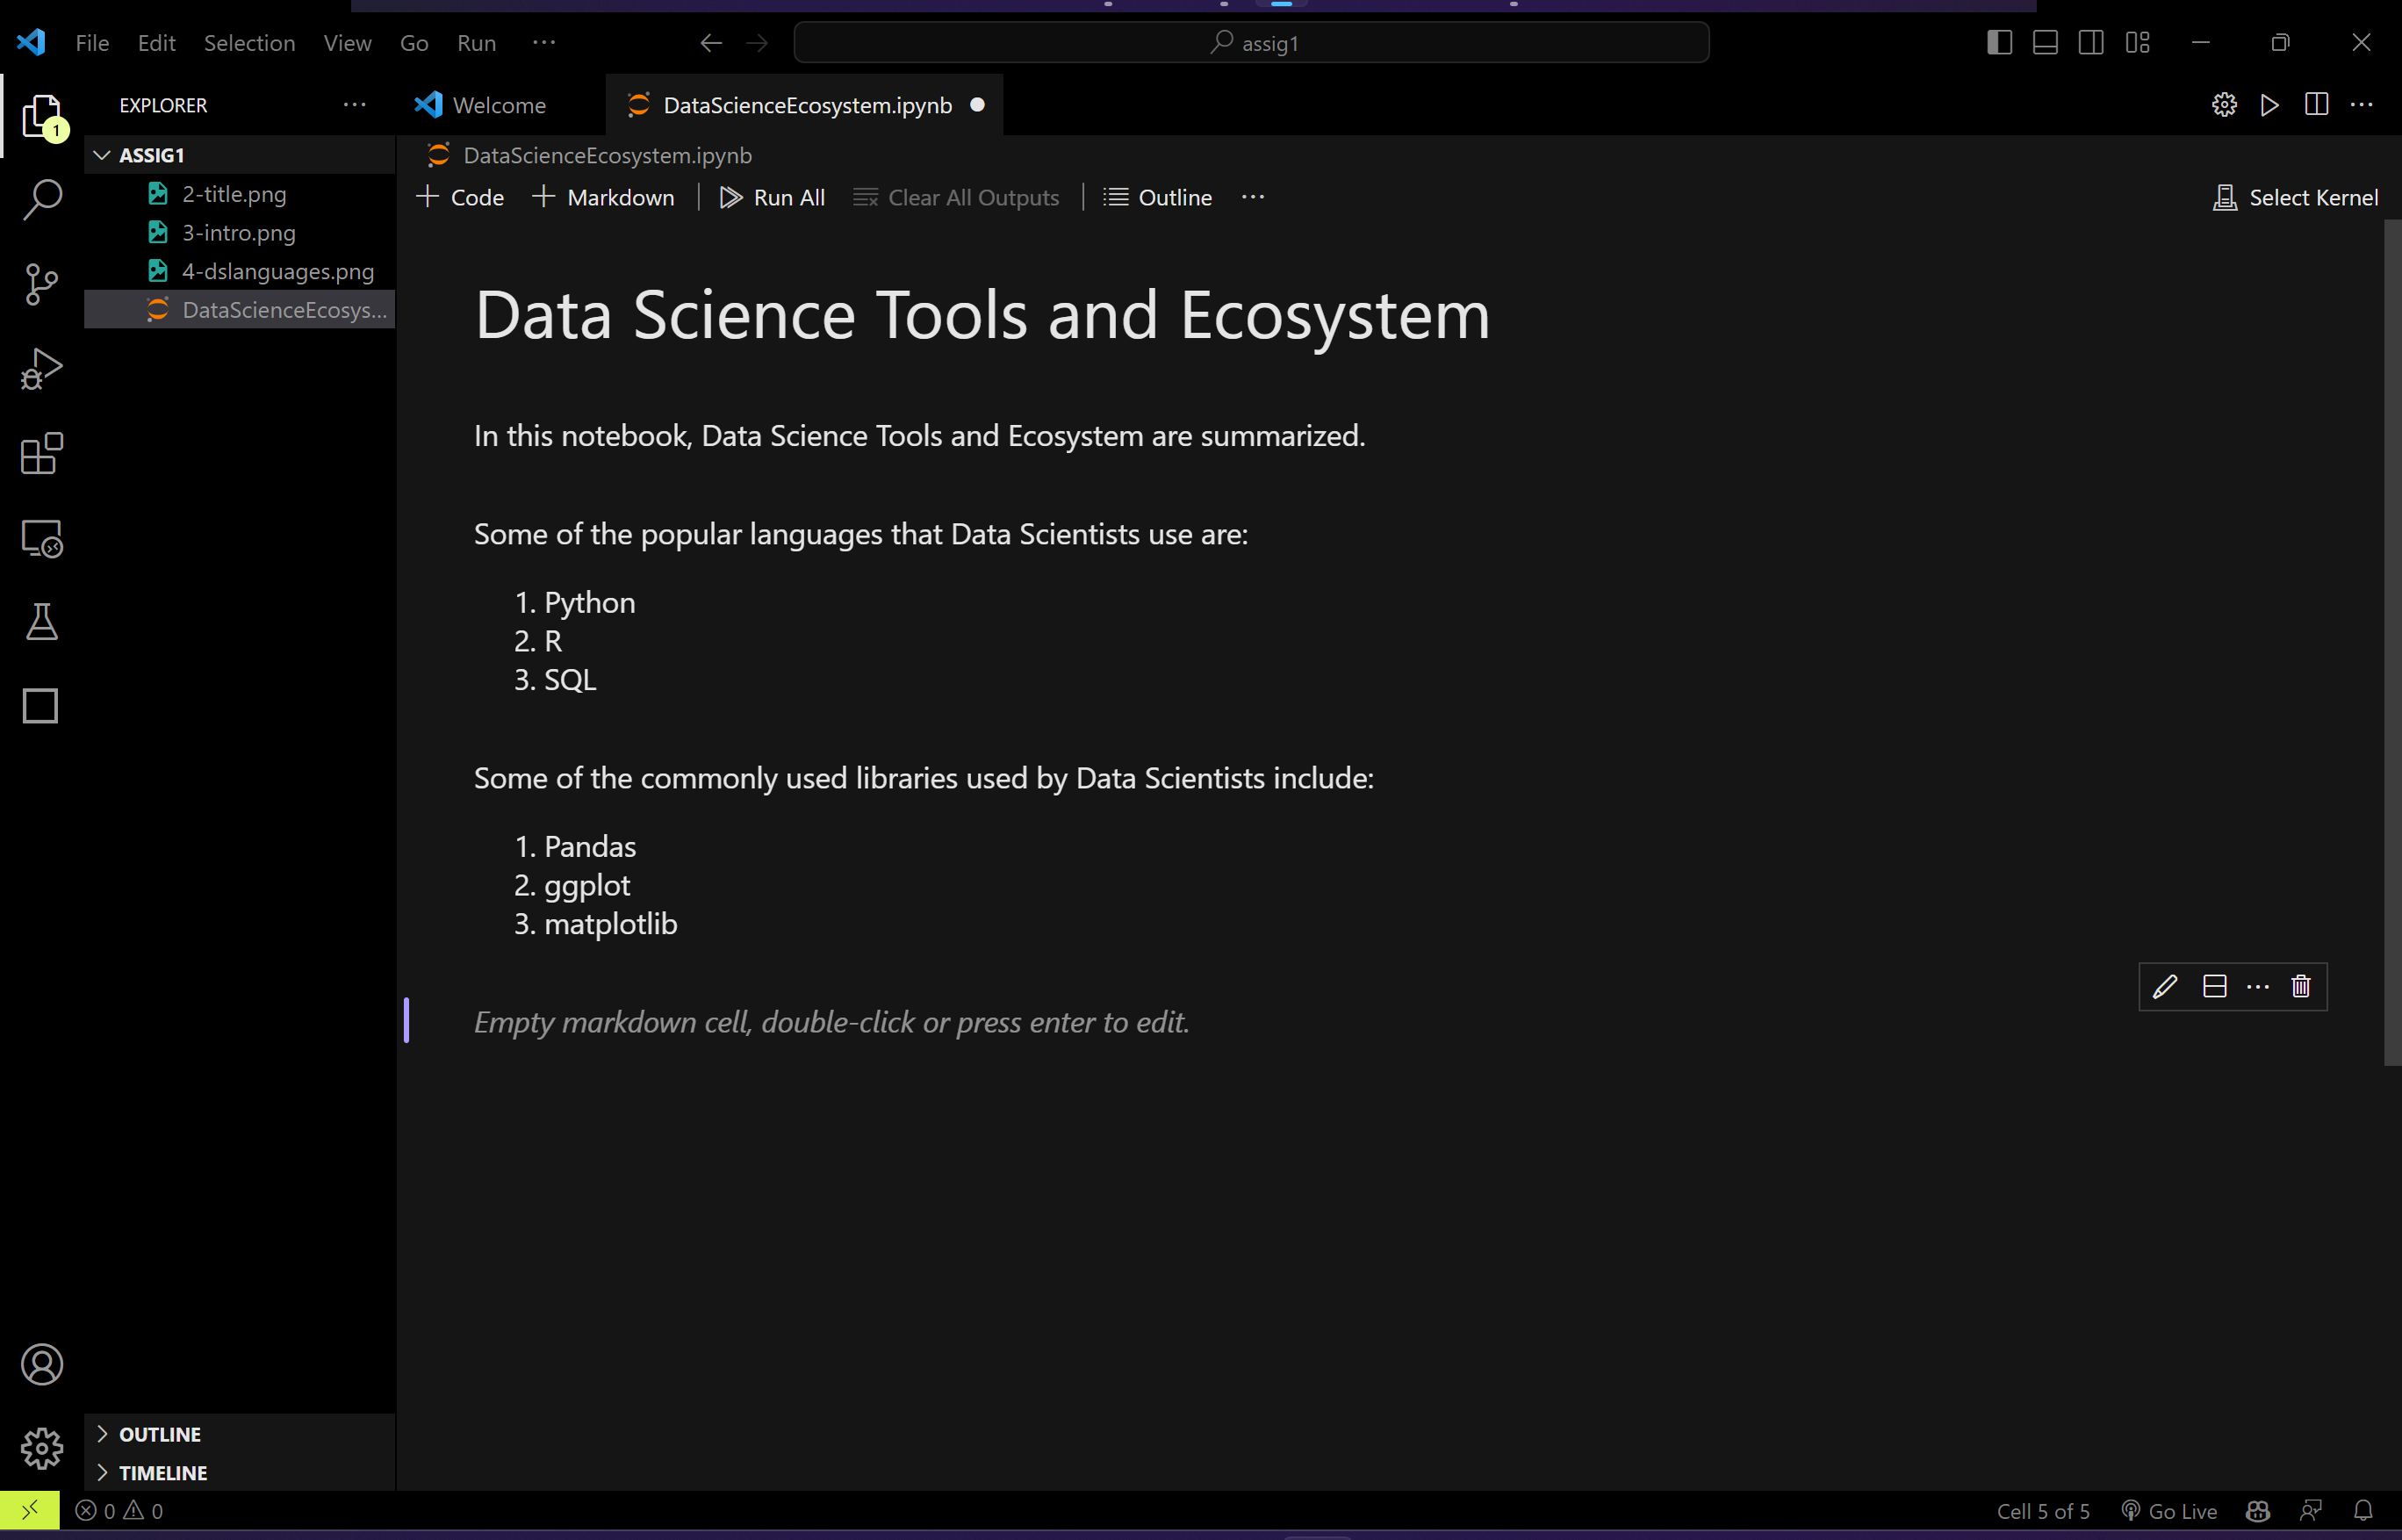 File Edit Selection View Go Run ···
assig1
EXPLORER
Welcome
DataScienceEcosystem.ipynb
1
ASSIG1
DataScienceEcosystem.ipynb
2-title.png
Code Markdown Run All Clear All Outputs Outline ···
Select Kernel
3-intro.png
4-dslanguages.png
DataScienceEcosys...
Data Science Tools and Ecosystem
In this notebook, Data Science Tools and Ecosystem are summarized.
Some of the popular languages that Data Scientists use are:
1. Python
2. R
3. SQL
Some of the commonly used libraries used by Data Scientists include:
1. Pandas
2. ggplot
3. matplotlib
Empty markdown cell, double-click or press enter to edit.
OUTLINE
TIMELINE
0 0
Cell 5 of 5
Go Live